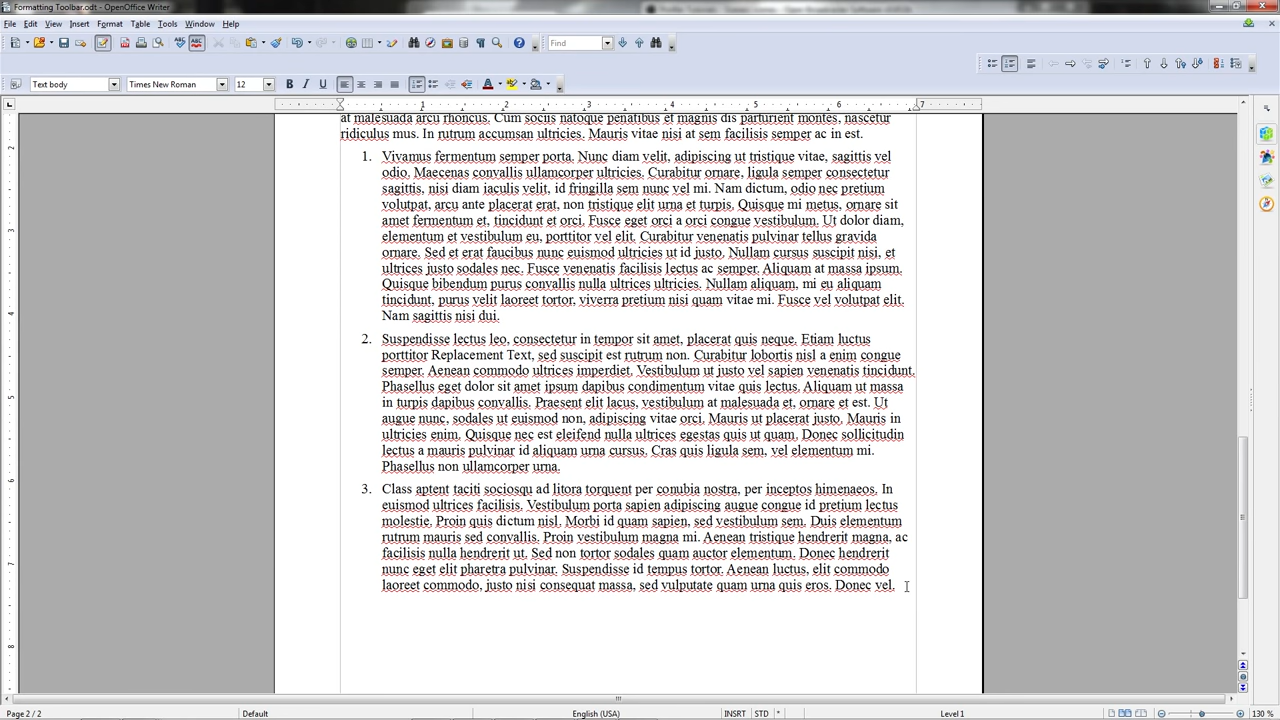 Formatting Toolbar.odt - OpenOffice Writer
File Edit View Insert Format Table Tools Window Help
Find
Text body Times New Roman 12
1 2 3 4 5 6 7
at malesuada arcu rhoncus. Cum sociis natoque penatibus et magnis dis parturient montes, nascetur
ridiculus mus. In rutrum accumsan ultricies. Mauris vitae nisi at sem facilisis semper ac in est.
1. Vivamus fermentum semper porta. Nunc diam velit, adipiscing ut tristique vitae, sagittis vel
odio. Maecenas convallis ullamcorper ultricies. Curabitur ornare, ligula semper consectetur
sagittis, nisi diam iaculis velit, id fringilla sem nunc vel mi. Nam dictum, odio nec pretium
volutpat, arcu ante placerat erat, non tristique elit urna et turpis. Quisque mi metus, ornare sit
amet fermentum et, tincidunt et orci. Fusce eget orci a orci congue vestibulum. Ut dolor diam,
elementum et vestibulum eu, porttitor vel elit. Curabitur venenatis pulvinar tellus gravida
ornare. Sed et erat faucibus nunc euismod ultricies ut id justo. Nullam cursus suscipit nisi, et
ultrices justo sodales nec. Fusce venenatis facilisis lectus ac semper. Aliquam at massa ipsum.
Quisque bibendum purus convallis nulla ultrices ultricies. Nullam aliquam, mi eu aliquam
tincidunt, purus velit laoreet tortor, viverra pretium nisi quam vitae mi. Fusce vel volutpat elit.
Nam sagittis nisi dui.
2. Suspendisse lectus leo, consectetur in tempor sit amet, placerat quis neque. Etiam luctus
porttitor Replacement Text, sed suscipit est rutrum non. Curabitur lobortis nisl a enim congue
semper. Aenean commodo ultrices imperdiet. Vestibulum ut justo vel sapien venenatis tincidunt.
Phasellus eget dolor sit amet ipsum dapibus condimentum vitae quis lectus. Aliquam ut massa
in turpis dapibus convallis. Praesent elit lacus, vestibulum at malesuada et, ornare et est. Ut
augue nunc, sodales ut euismod non, adipiscing vitae orci. Mauris ut placerat justo. Mauris in
ultricies enim. Quisque nec est eleifend nulla ultrices egestas quis ut quam. Donec sollicitudin
lectus a mauris pulvinar id aliquam urna cursus. Cras quis ligula sem, vel elementum mi.
Phasellus non ullamcorper urna.
3. Class aptent taciti sociosqu ad litora torquent per conubia nostra, per inceptos himenaeos. In
euismod ultrices facilisis. Vestibulum porta sapien adipiscing augue congue id pretium lectus
molestie. Proin quis dictum nisl. Morbi id quam sapien, sed vestibulum sem. Duis elementum
rutrum mauris sed convallis. Proin vestibulum magna mi. Aenean tristique hendrerit magna, ac
facilisis nulla hendrerit ut. Sed non tortor sodales quam auctor elementum. Donec hendrerit
nunc eget elit pharetra pulvinar. Suspendisse id tempus tortor. Aenean luctus, elit commodo
laoreet commodo, justo nisi consequat massa, sed vulputate quam urna quis eros. Donec vel.
Page 2 / 2 Default English (USA) INSRT STD * Level 1 130 %